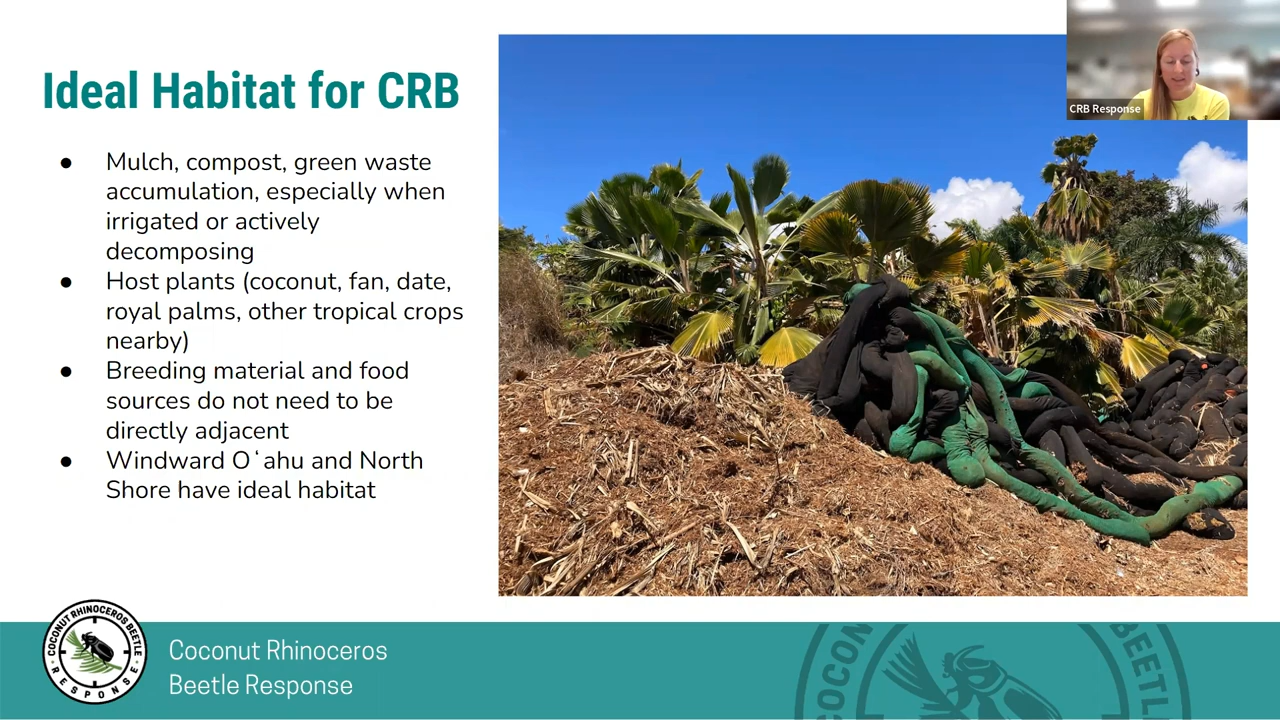 Ideal Habitat for CRB
CRB Response
● Mulch, compost, green waste
accumulation, especially when
irrigated or actively
decomposing
● Host plants (coconut, fan, date,
royal palms, other tropical crops
nearby)
● Breeding material and food
sources do not need to be
directly adjacent
● Windward Oʻahu and North
Shore have ideal habitat
COCONUT RHINOCEROS BEETLE
RESPONSE
Coconut Rhinoceros
Beetle Response
COCON
BEETLE